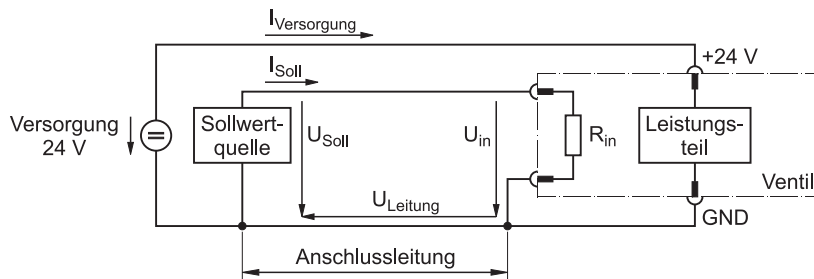 IVersorgung
ISoll
+24 V
Versorgung
24 V
Sollwert-
quelle
USoll
Uin
Rin
Leistungs-
teil
Ventil
ULeitung
GND
Anschlussleitung